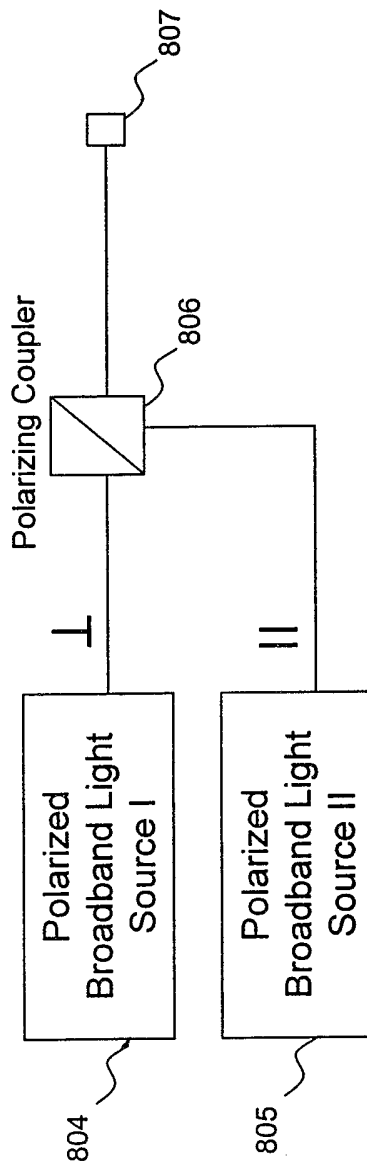 804
Polarized
Broadband Light
Source I
⊥
Polarizing Coupler
806
807
805
Polarized
Broadband Light
Source II
||